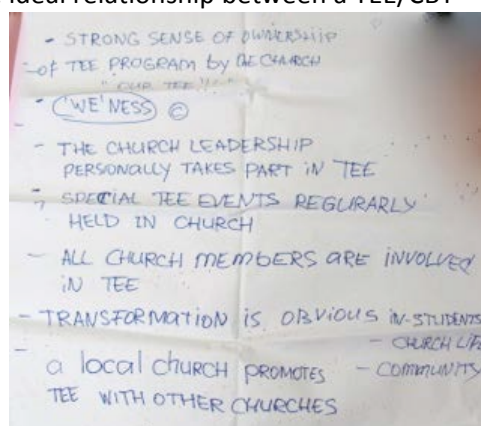 ideal relationship between a TEE/CBT
- STRONG SENSE OF OWNERSHIP
- of TEE PROGRAM by the CHURCH
"OUR TEE"!
- 'WE'NESS ©
- THE CHURCH LEADERSHIP
PERSONALLY TAKES PART IN TEE
- SPECIAL TEE EVENTS REGURARLY
HELD IN CHURCH
- ALL CHURCH MEMBERS ARE INVOLVED
IN TEE
- TRANSFORMATION IS OBVIOUS IN-STUDENTS
- CHURCH LIFE
- a local church PROMOTES - COMMUNITY
TEE WITH OTHER CHURCHES